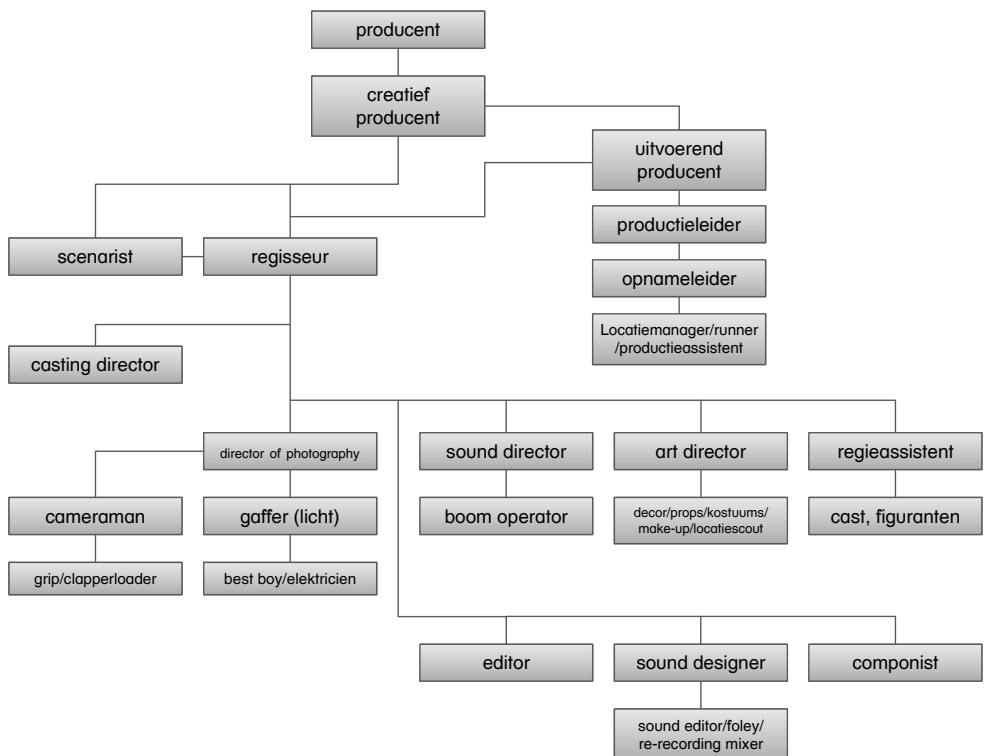 producent
creatief
producent
uitvoerend
producent
productieleider
scenarist
regisseur
opnameleider
Locatiemanager/runner
/productieassistent
casting director
director of photography
sound director
art director
regieassistent
cameraman
gaffer (licht)
boom operator
decor/props/kostuums/
make-up/locatiescout
cast, figuranten
grip/clapperloader
best boy/elektricien
editor
sound designer
componist
sound editor/foley/
re-recording mixer